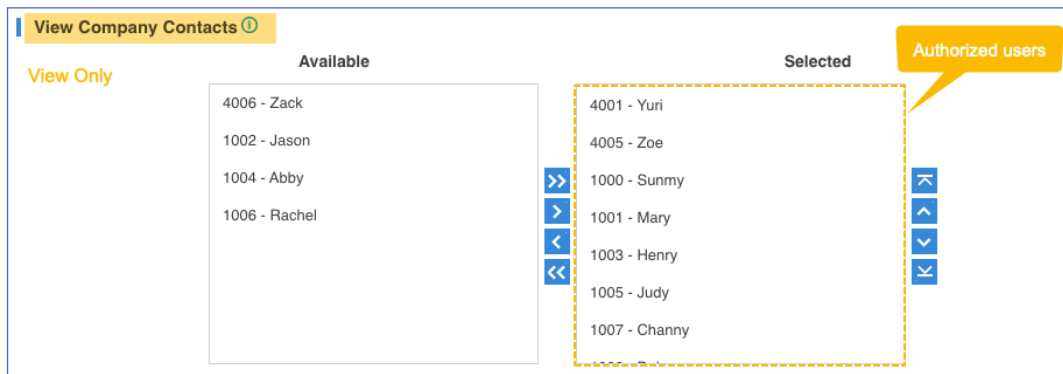 View Company Contacts
View Only
Available
4006 - Zack
1002 - Jason
1004 - Abby
1006 - Rachel
Selected
Authorized users
4001 - Yuri
4005 - Zoe
1000 - Sunmy
1001 - Mary
1003 - Henry
1005 - Judy
1007 - Channy